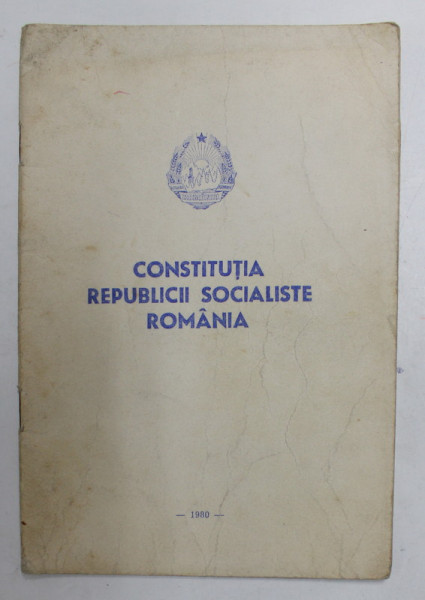 CONSTITUȚIA
REPUBLICII SOCIALISTE
ROMÂNIA
— 1980 —